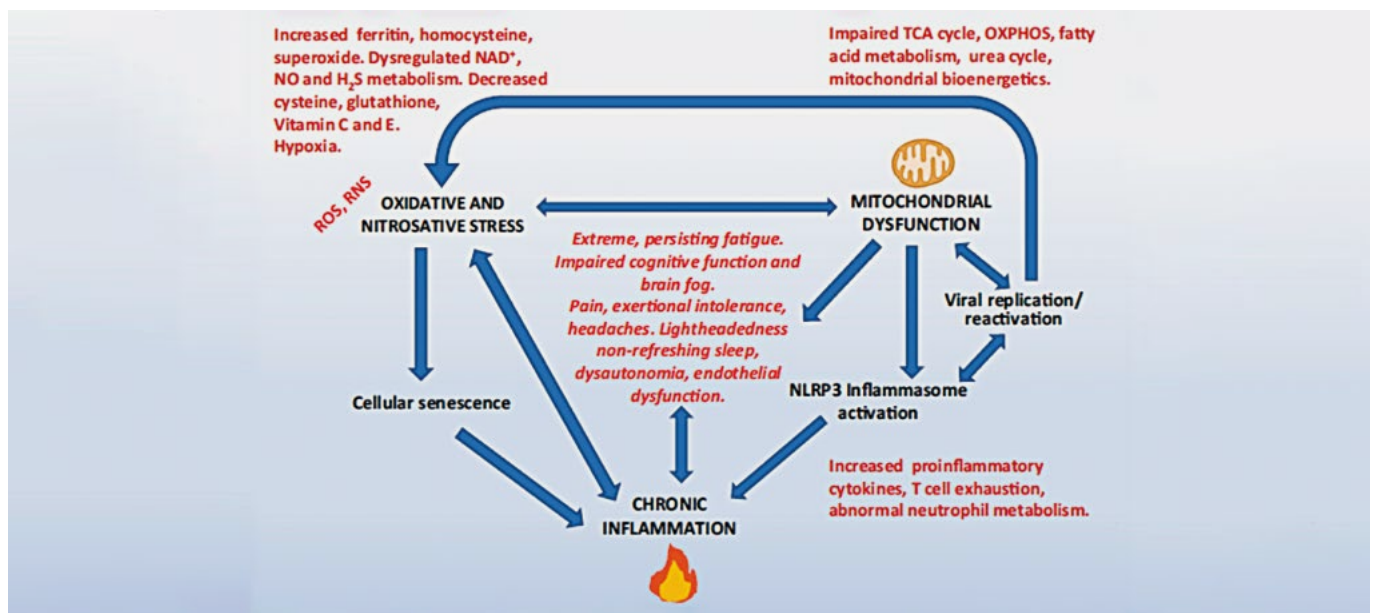 Increased ferritin, homocysteine,
superoxide. Dysregulated NAD⁺,
NO and H₂S metabolism. Decreased
cysteine, glutathione,
Vitamin C and E.
Hypoxia.
Impaired TCA cycle, OXPHOS, fatty
acid metabolism, urea cycle,
mitochondrial bioenergetics.
ROS, RNS
OXIDATIVE AND
NITROSATIVE STRESS
MITOCHONDRIAL
DYSFUNCTION
Extreme, persisting fatigue.
Impaired cognitive function and
brain fog.
Pain, exertional intolerance,
headaches. Lightheadedness
non-refreshing sleep,
dysautonomia, endothelial
dysfunction.
Viral replication/
reactivation
Cellular senescence
NLRP3 Inflammasome
activation
Increased proinflammatory
cytokines, T cell exhaustion,
abnormal neutrophil metabolism.
CHRONIC
INFLAMMATION